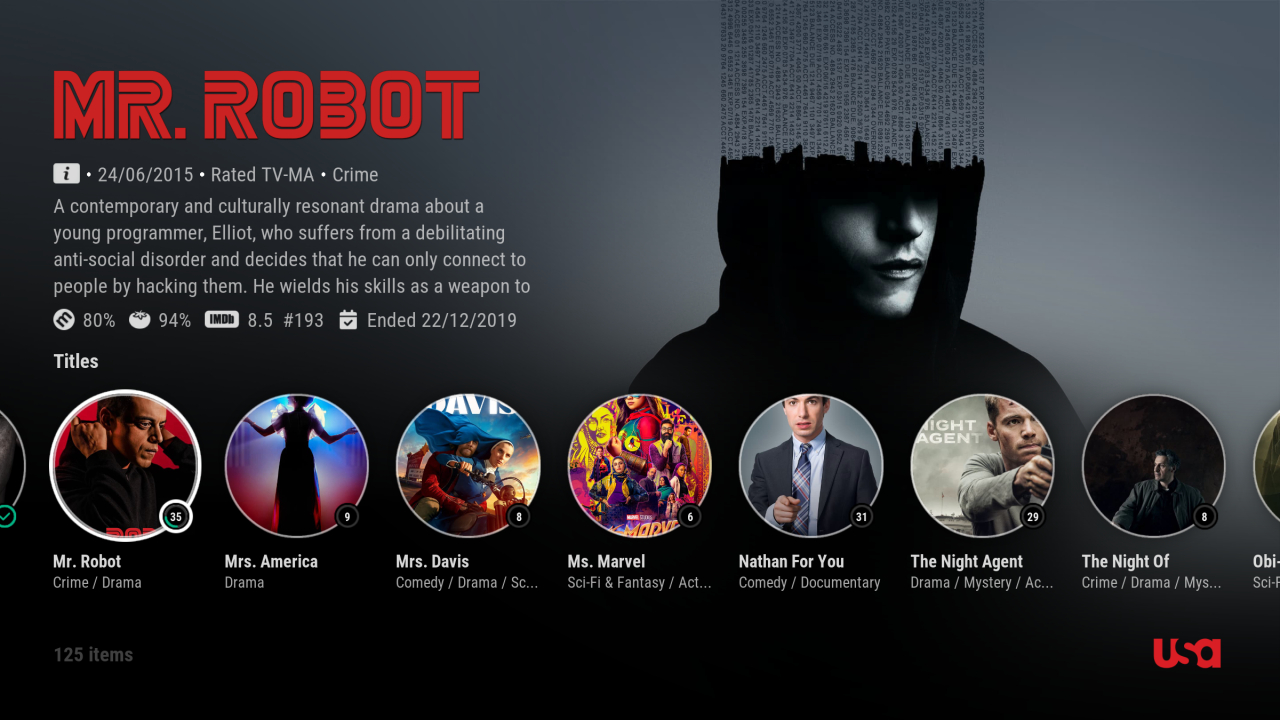 MR. ROBOT
i • 24/06/2015 • Rated TV-MA • Crime
A contemporary and culturally resonant drama about a
young programmer, Elliot, who suffers from a debilitating
anti-social disorder and decides that he can only connect to
people by hacking them. He wields his skills as a weapon to
80% 94% IMDb 8.5 #193 Ended 22/12/2019
Titles
DAVIS
NIGHT
AGENT
MARVEL
35 9 8 6 31 29 8
Mr. Robot Mrs. America Mrs. Davis Ms. Marvel Nathan For You The Night Agent The Night Of Obi-
Crime / Drama Drama Comedy / Drama / Sc... Sci-Fi & Fantasy / Act... Comedy / Documentary Drama / Mystery / Ac... Crime / Drama / Mys... Sci-F
125 items
usa